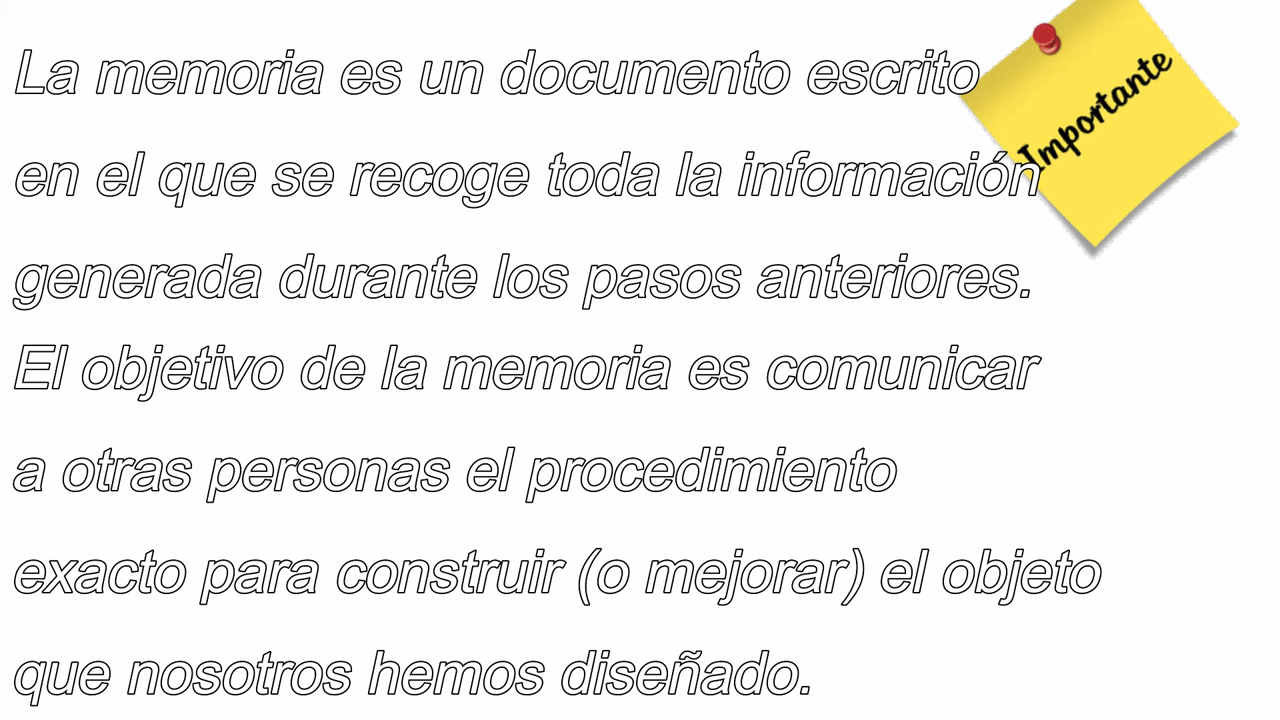 La memoria es un documento escrito
Importante
en el que se recoge toda la información
generada durante los pasos anteriores.
El objetivo de la memoria es comunicar
a otras personas el procedimiento
exacto para construir (o mejorar) el objeto
que nosotros hemos diseñado.